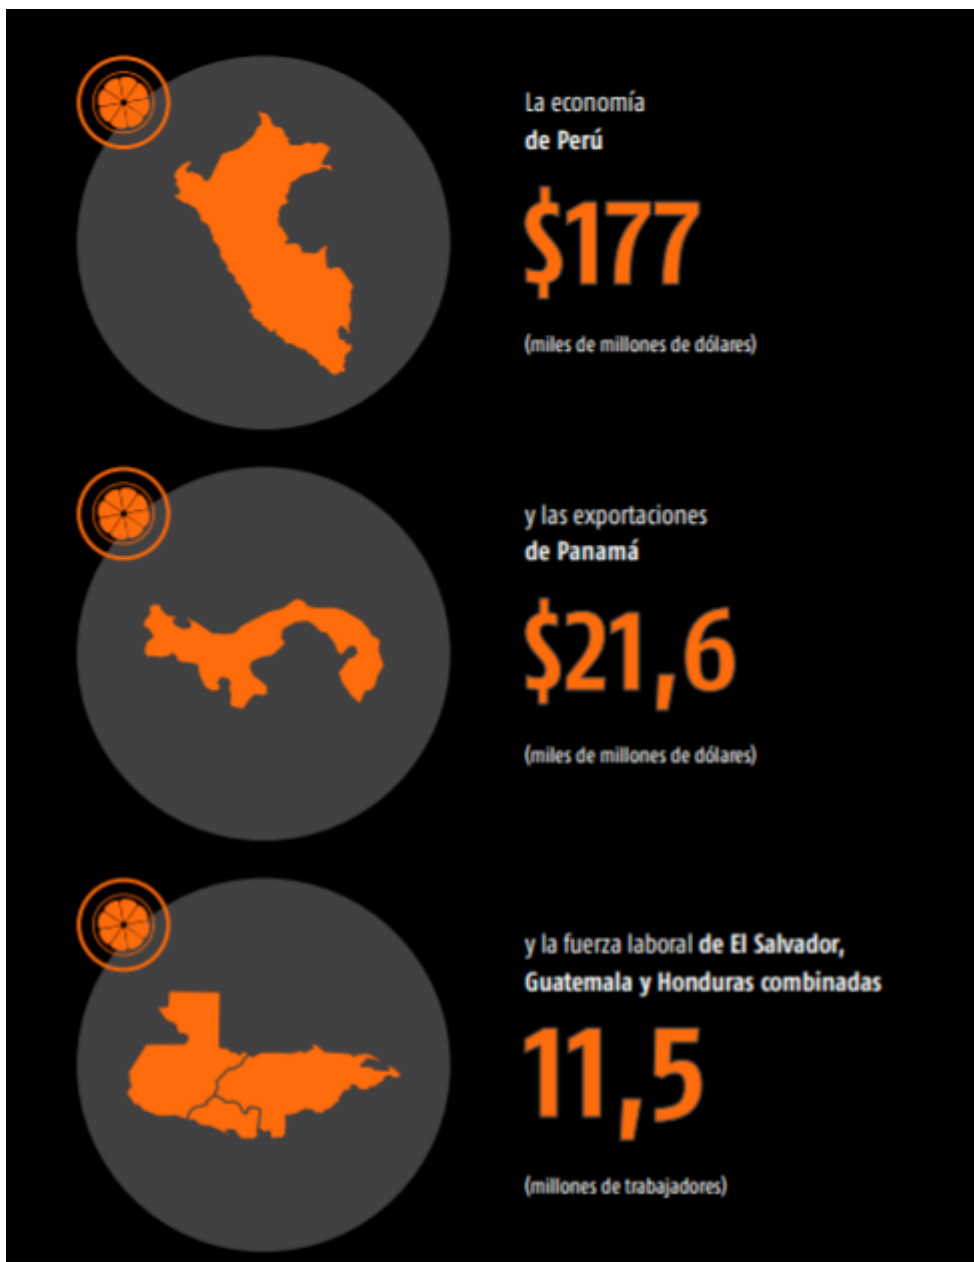 La economía
de Perú
$177
(miles de millones de dólares)
y las exportaciones
de Panamá
$21,6
(miles de millones de dólares)
y la fuerza laboral de El Salvador,
Guatemala y Honduras combinadas
11,5
(millones de trabajadores)